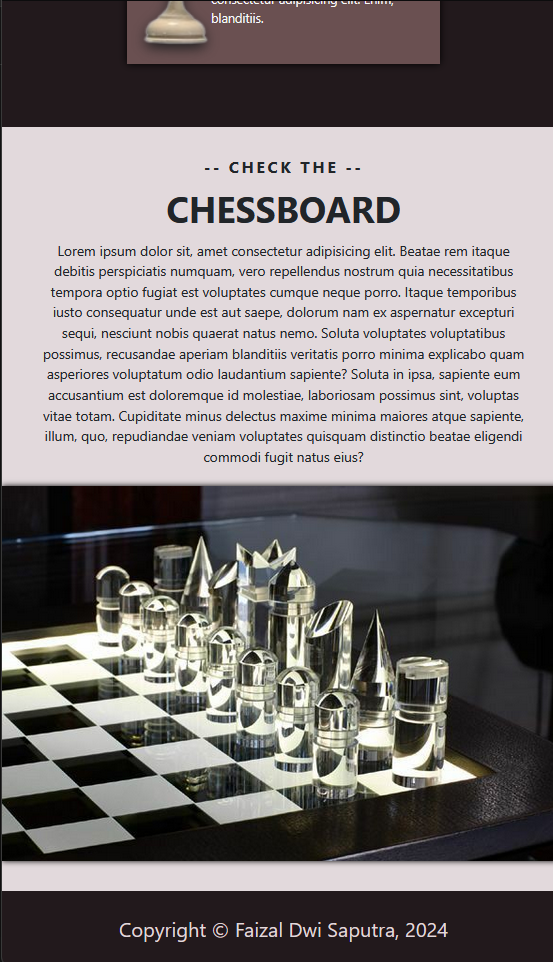 consectetur adipisicing elit. Enim,
blanditiis.
-- CHECK THE --
CHESSBOARD
Lorem ipsum dolor sit, amet consectetur adipisicing elit. Beatae rem itaque
debitis perspiciatis numquam, vero repellendus nostrum quia necessitatibus
tempora optio fugiat est voluptates cumque neque porro. Itaque temporibus
iusto consequatur unde est aut saepe, dolorum nam ex aspernatur excepturi
sequi, nesciunt nobis quaerat natus nemo. Soluta voluptates voluptatibus
possimus, recusandae aperiam blanditiis veritatis porro minima explicabo quam
asperiores voluptatum odio laudantium sapiente? Soluta in ipsa, sapiente eum
accusantium est doloremque id molestiae, laboriosam possimus sint, voluptas
vitae totam. Cupiditate minus delectus maxime minima maiores atque sapiente,
illum, quo, repudiandae veniam voluptates quisquam distinctio beatae eligendi
commodi fugit natus eius?
Copyright © Faizal Dwi Saputra, 2024